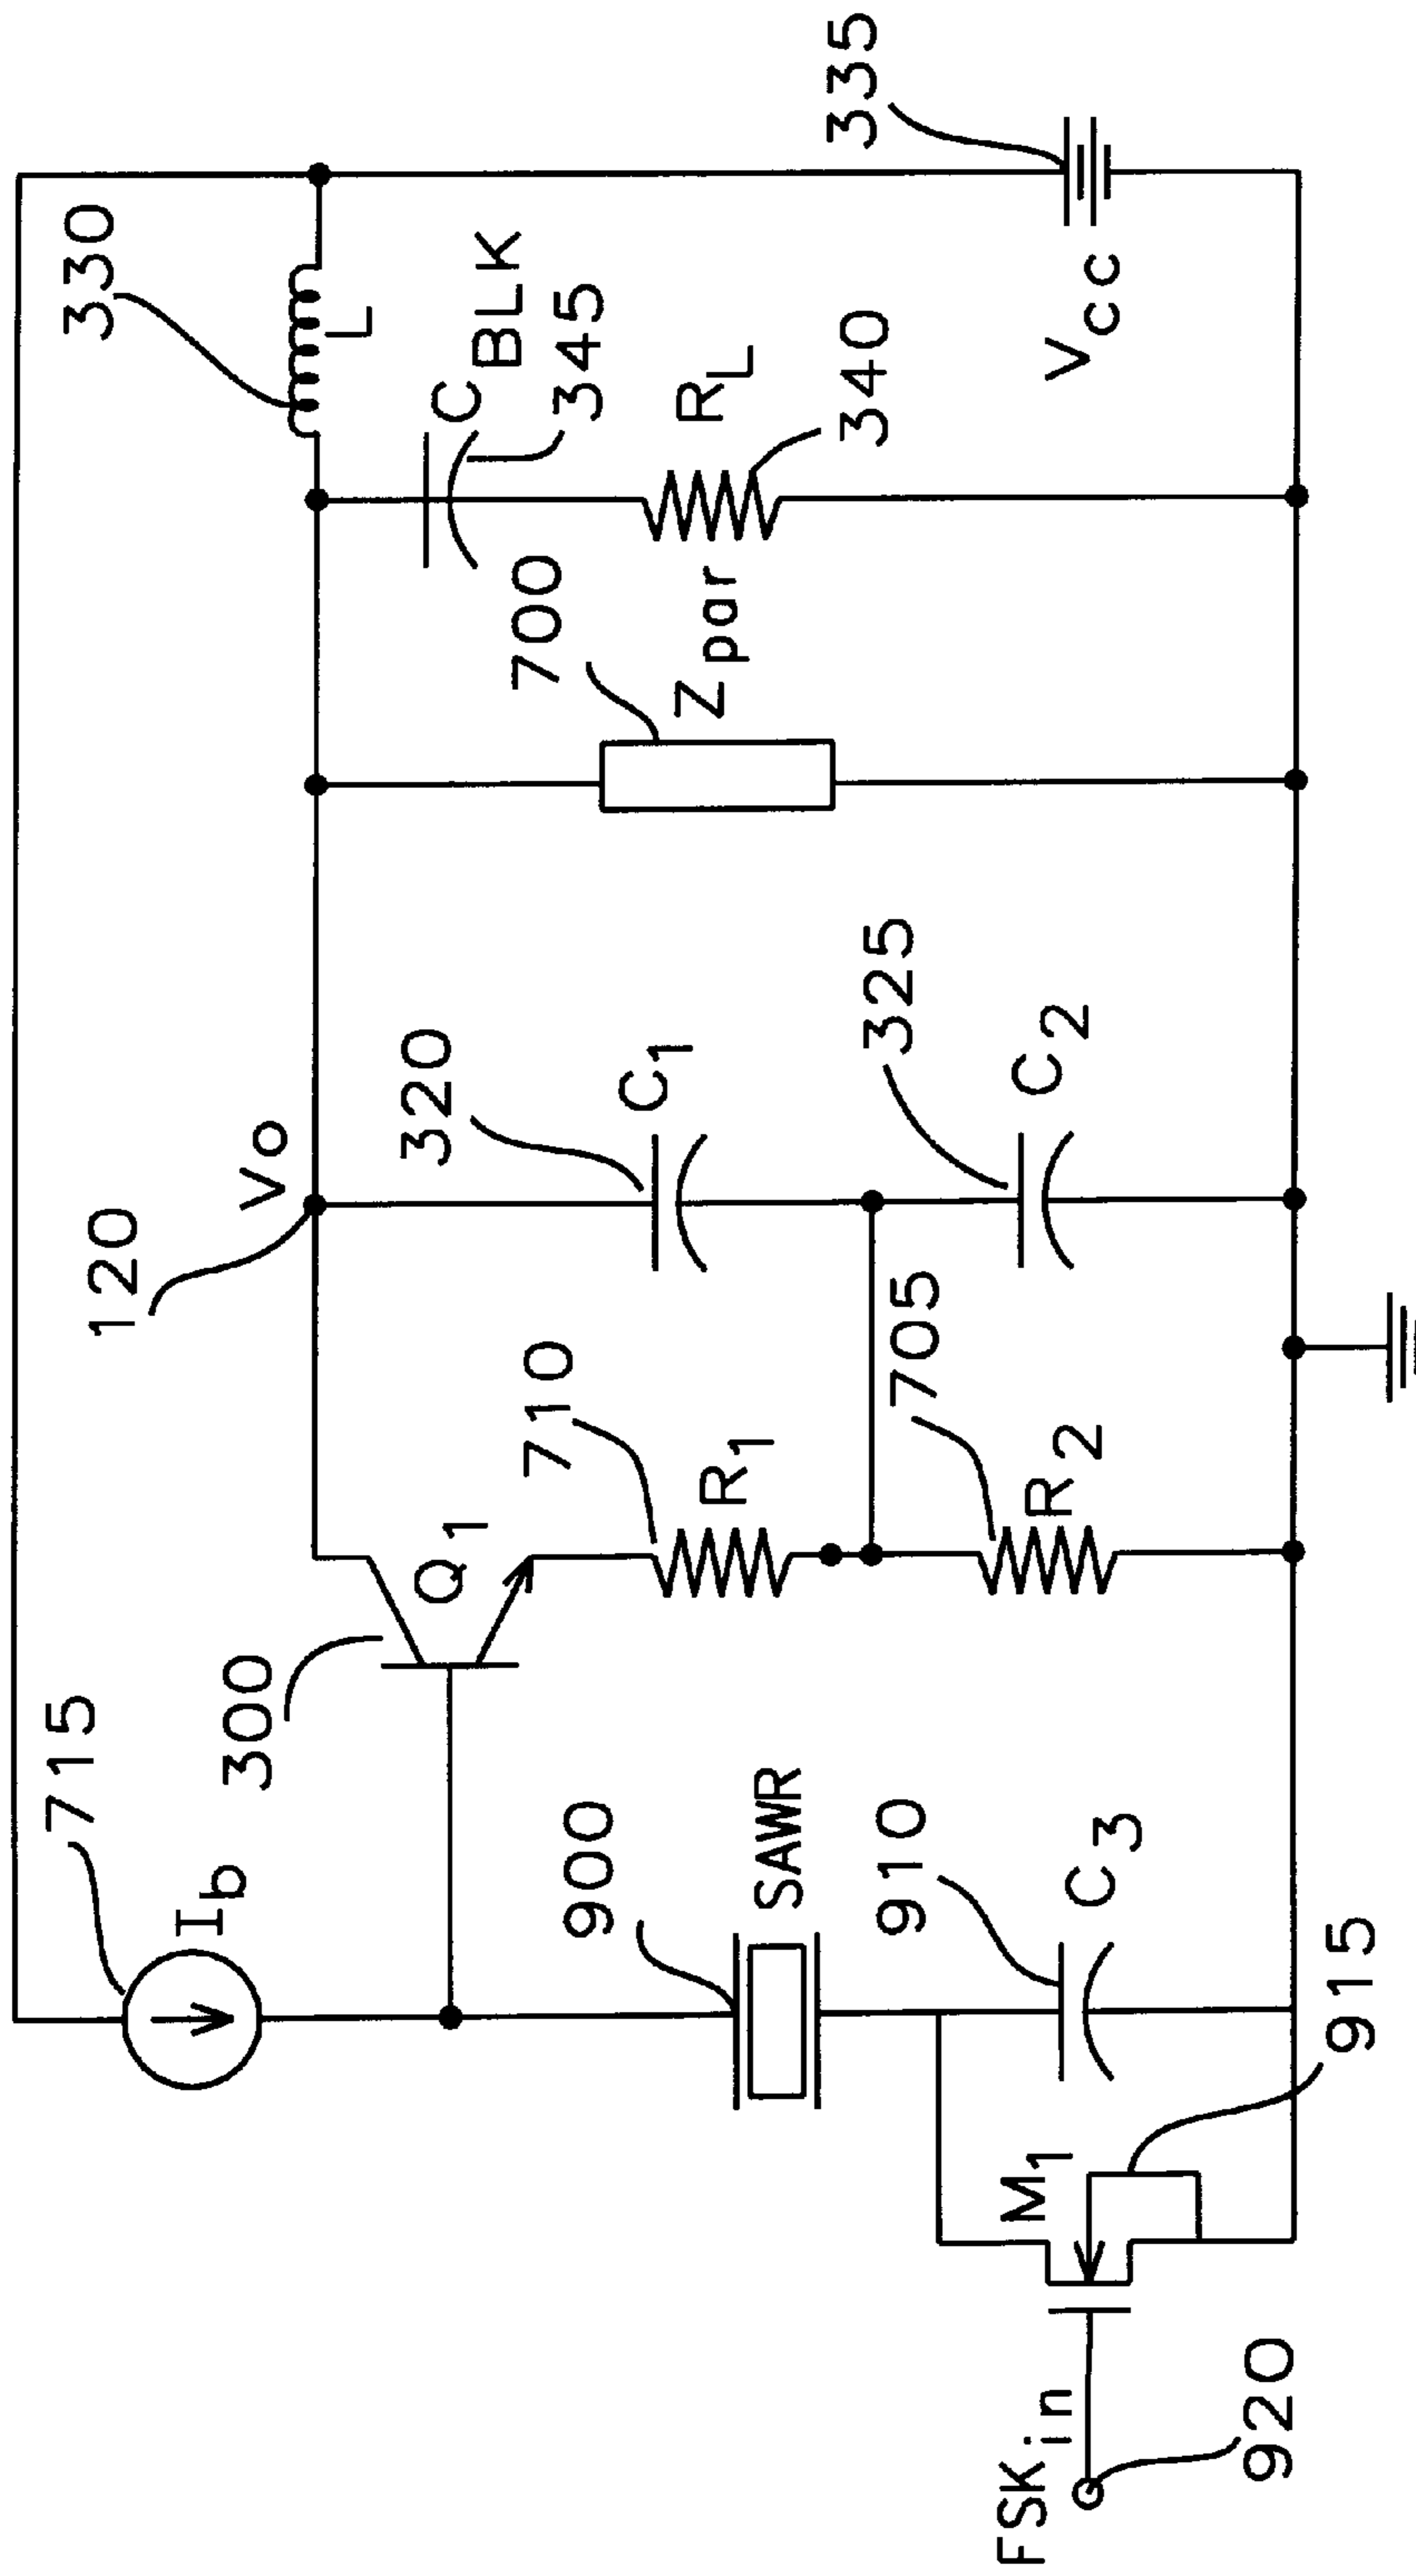 715
I b
300
Q 1
120
Vo
330
L
C BLK
345
R L
340
335
V CC
700
Z par
320
C 1
325
C 2
710
R 1
705
R 2
900
SAWR
910
C 3
M 1
915
FSK in
920